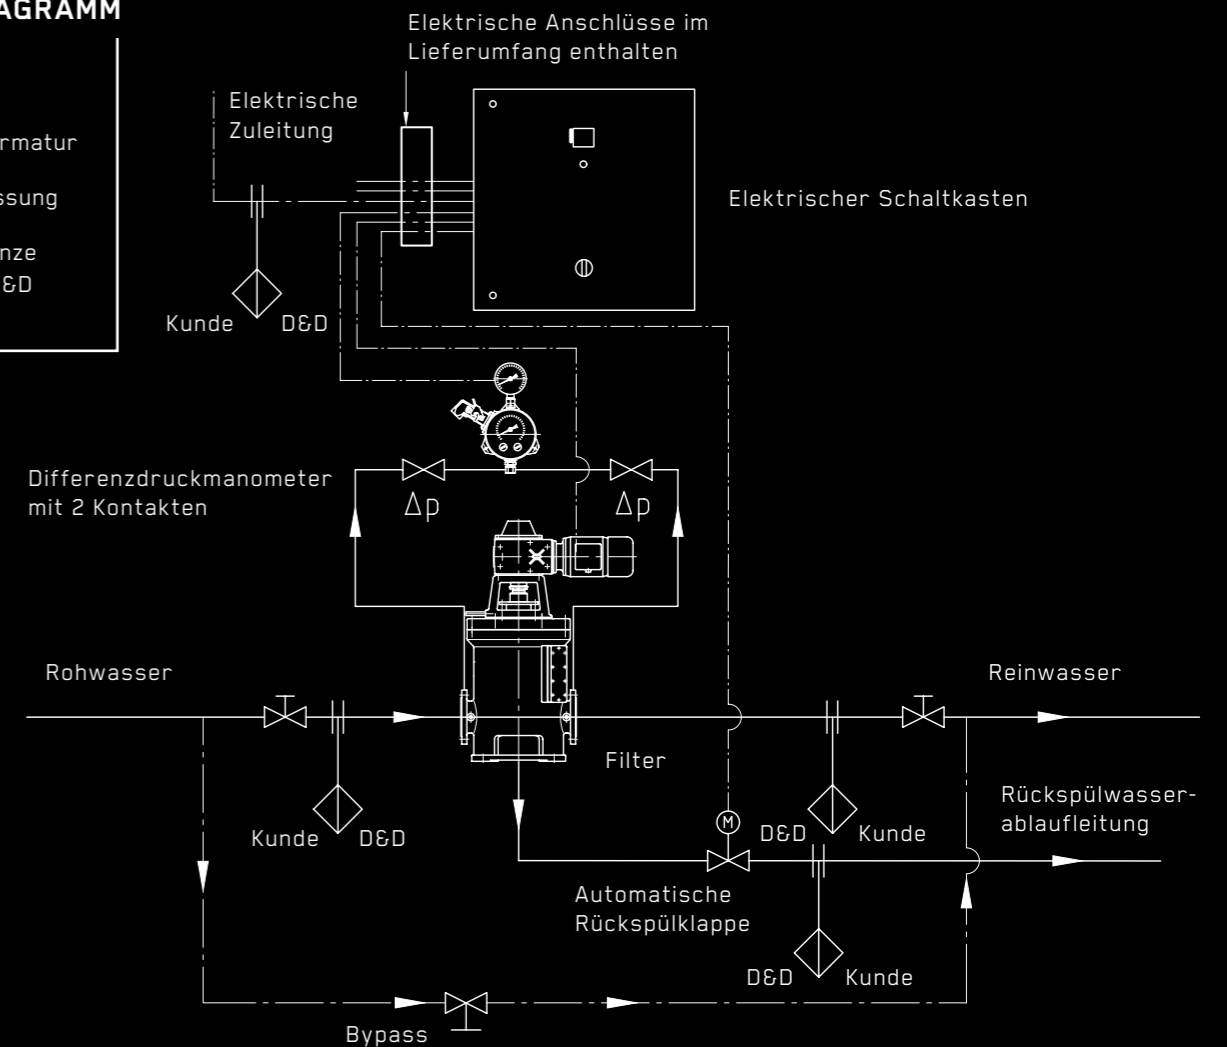 AGRAMM
rmatur
ssung
nze
&D
Elektrische Anschlüsse im
Lieferumfang enthalten
Elektrische
Zuleitung
Elektrischer Schaltkasten
Kunde
D&D
Differenzdruckmanometer
mit 2 Kontakten
Δp
Δp
Rohwasser
Reinwasser
Filter
Kunde
D&D
M
D&D
Kunde
Rückspülwasser-
ablaufleitung
Automatische
Rückspülklappe
D&D
Kunde
Bypass